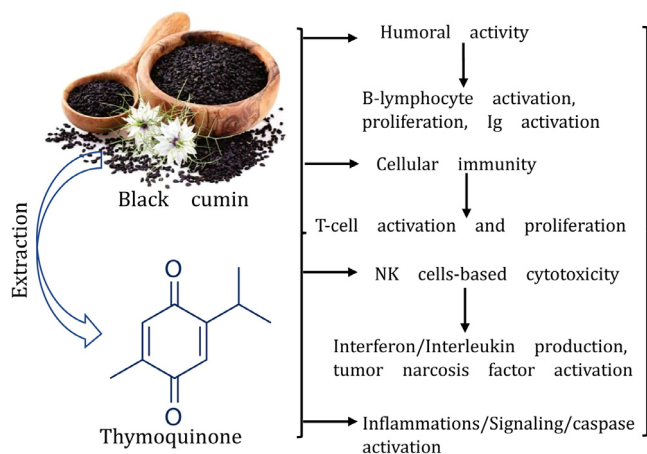 Black cumin
Extraction
O
O
Thymoquinone
Humoral activity
B-lymphocyte activation,
proliferation, Ig activation
Cellular immunity
T-cell activation and proliferation
NK cells-based cytotoxicity
Interferon/Interleukin production,
tumor narcosis factor activation
Inflammations/Signaling/caspase
activation